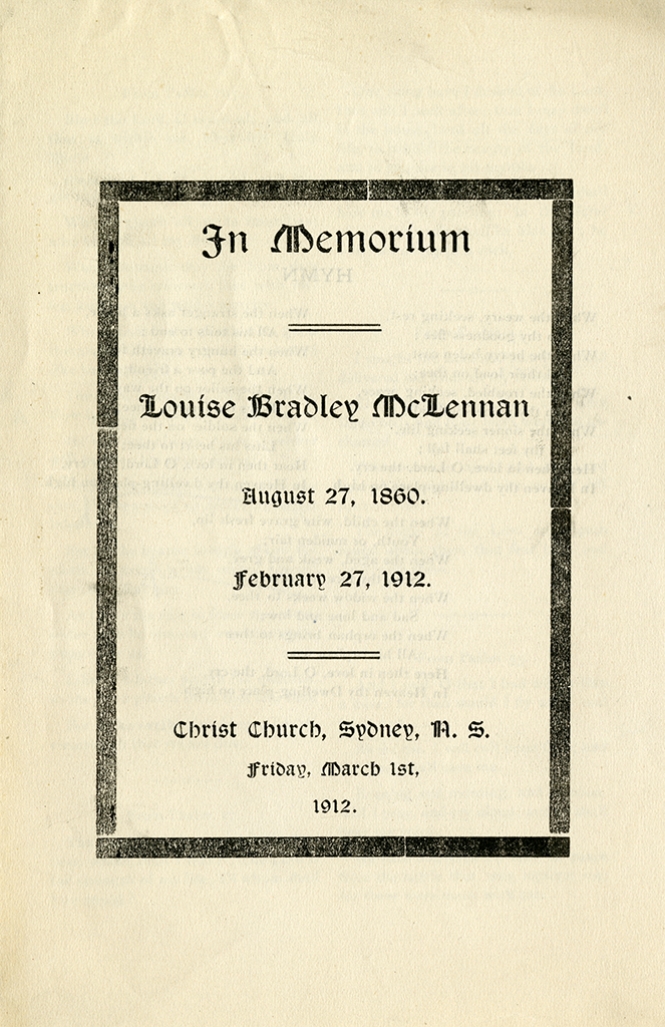 In Memorium
Louise Bradley McLennan
August 27, 1860.
February 27, 1912.
Christ Church, Sydney, N. S.
Friday, March 1st,
1912.